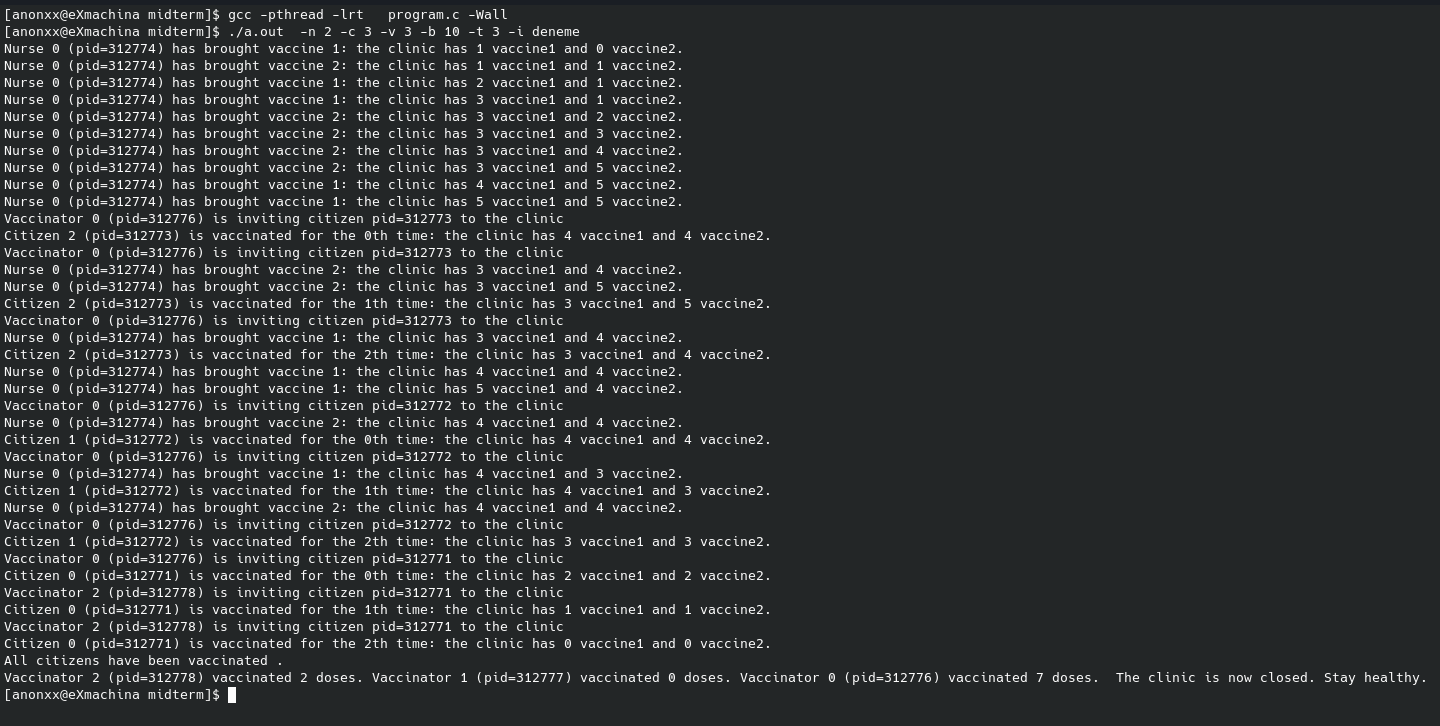 [anonxx@eXmachina midterm]$ gcc -pthread -lrt   program.c -Wall
[anonxx@eXmachina midterm]$ ./a.out  -n 2 -c 3 -v 3 -b 10 -t 3 -i deneme
Nurse 0 (pid=312774) has brought vaccine 1: the clinic has 1 vaccine1 and 0 vaccine2.
Nurse 0 (pid=312774) has brought vaccine 2: the clinic has 1 vaccine1 and 1 vaccine2.
Nurse 0 (pid=312774) has brought vaccine 1: the clinic has 2 vaccine1 and 1 vaccine2.
Nurse 0 (pid=312774) has brought vaccine 1: the clinic has 3 vaccine1 and 1 vaccine2.
Nurse 0 (pid=312774) has brought vaccine 2: the clinic has 3 vaccine1 and 2 vaccine2.
Nurse 0 (pid=312774) has brought vaccine 2: the clinic has 3 vaccine1 and 3 vaccine2.
Nurse 0 (pid=312774) has brought vaccine 2: the clinic has 3 vaccine1 and 4 vaccine2.
Nurse 0 (pid=312774) has brought vaccine 2: the clinic has 3 vaccine1 and 5 vaccine2.
Nurse 0 (pid=312774) has brought vaccine 1: the clinic has 4 vaccine1 and 5 vaccine2.
Nurse 0 (pid=312774) has brought vaccine 1: the clinic has 5 vaccine1 and 5 vaccine2.
Vaccinator 0 (pid=312776) is inviting citizen pid=312773 to the clinic
Citizen 2 (pid=312773) is vaccinated for the 0th time: the clinic has 4 vaccine1 and 4 vaccine2.
Vaccinator 0 (pid=312776) is inviting citizen pid=312773 to the clinic
Nurse 0 (pid=312774) has brought vaccine 2: the clinic has 3 vaccine1 and 4 vaccine2.
Nurse 0 (pid=312774) has brought vaccine 2: the clinic has 3 vaccine1 and 5 vaccine2.
Citizen 2 (pid=312773) is vaccinated for the 1th time: the clinic has 3 vaccine1 and 5 vaccine2.
Vaccinator 0 (pid=312776) is inviting citizen pid=312773 to the clinic
Nurse 0 (pid=312774) has brought vaccine 1: the clinic has 3 vaccine1 and 4 vaccine2.
Citizen 2 (pid=312773) is vaccinated for the 2th time: the clinic has 3 vaccine1 and 4 vaccine2.
Nurse 0 (pid=312774) has brought vaccine 1: the clinic has 4 vaccine1 and 4 vaccine2.
Nurse 0 (pid=312774) has brought vaccine 1: the clinic has 5 vaccine1 and 4 vaccine2.
Vaccinator 0 (pid=312776) is inviting citizen pid=312772 to the clinic
Nurse 0 (pid=312774) has brought vaccine 2: the clinic has 4 vaccine1 and 4 vaccine2.
Citizen 1 (pid=312772) is vaccinated for the 0th time: the clinic has 4 vaccine1 and 4 vaccine2.
Vaccinator 0 (pid=312776) is inviting citizen pid=312772 to the clinic
Nurse 0 (pid=312774) has brought vaccine 1: the clinic has 4 vaccine1 and 3 vaccine2.
Citizen 1 (pid=312772) is vaccinated for the 1th time: the clinic has 4 vaccine1 and 3 vaccine2.
Nurse 0 (pid=312774) has brought vaccine 2: the clinic has 4 vaccine1 and 4 vaccine2.
Vaccinator 0 (pid=312776) is inviting citizen pid=312772 to the clinic
Citizen 1 (pid=312772) is vaccinated for the 2th time: the clinic has 3 vaccine1 and 3 vaccine2.
Vaccinator 0 (pid=312776) is inviting citizen pid=312771 to the clinic
Citizen 0 (pid=312771) is vaccinated for the 0th time: the clinic has 2 vaccine1 and 2 vaccine2.
Vaccinator 2 (pid=312778) is inviting citizen pid=312771 to the clinic
Citizen 0 (pid=312771) is vaccinated for the 1th time: the clinic has 1 vaccine1 and 1 vaccine2.
Vaccinator 2 (pid=312778) is inviting citizen pid=312771 to the clinic
Citizen 0 (pid=312771) is vaccinated for the 2th time: the clinic has 0 vaccine1 and 0 vaccine2.
All citizens have been vaccinated .
Vaccinator 2 (pid=312778) vaccinated 2 doses. Vaccinator 1 (pid=312777) vaccinated 0 doses. Vaccinator 0 (pid=312776) vaccinated 7 doses.  The clinic is now closed. Stay healthy.
[anonxx@eXmachina midterm]$